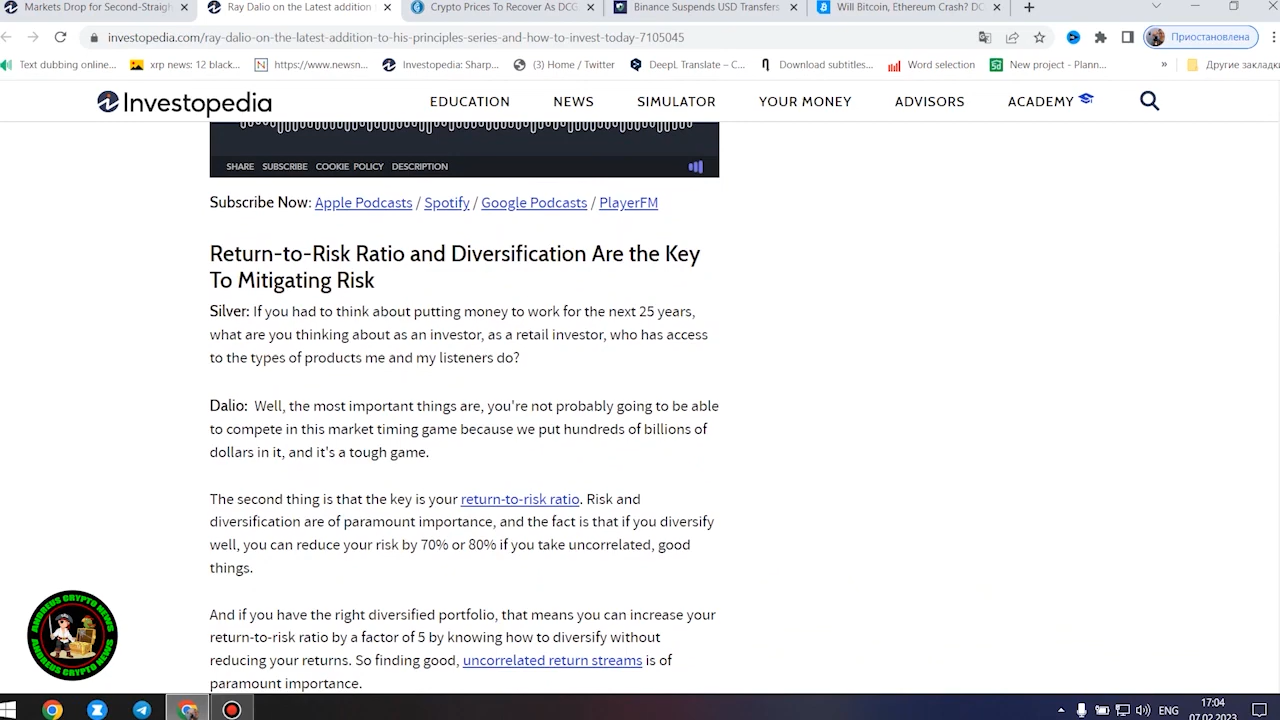 Markets Drop for Second-Straigh
Ray Dalio on the Latest addition
Crypto Prices To Recover As DCG
Binance Suspends USD Transfers
Will Bitcoin, Ethereum Crash? DC
investopedia.com/ray-dalio-on-the-latest-addition-to-his-principles-series-and-how-to-invest-today-7105045
Приостановлена
Text dubbing online...
xrp news: 12 black...
https://www.newsn...
Investopedia: Sharp...
(3) Home / Twitter
DeepL Translate – C...
Download subtitles...
Word selection
New project - Plann...
»
Другие закладки
Investopedia
EDUCATION
NEWS
SIMULATOR
YOUR MONEY
ADVISORS
ACADEMY
SHARE SUBSCRIBE COOKIE POLICY DESCRIPTION
Subscribe Now: Apple Podcasts / Spotify / Google Podcasts / PlayerFM
Return-to-Risk Ratio and Diversification Are the Key
To Mitigating Risk
Silver: If you had to think about putting money to work for the next 25 years,
what are you thinking about as an investor, as a retail investor, who has access
to the types of products me and my listeners do?
Dalio: Well, the most important things are, you're not probably going to be able
to compete in this market timing game because we put hundreds of billions of
dollars in it, and it's a tough game.
The second thing is that the key is your return-to-risk ratio. Risk and
diversification are of paramount importance, and the fact is that if you diversify
well, you can reduce your risk by 70% or 80% if you take uncorrelated, good
things.
And if you have the right diversified portfolio, that means you can increase your
return-to-risk ratio by a factor of 5 by knowing how to diversify without
reducing your returns. So finding good, uncorrelated return streams is of
paramount importance.
ANDREUS CRYPTO NEWS
ANDREUS CRYPTO NEWS
ENG
17:04
07.02.2023